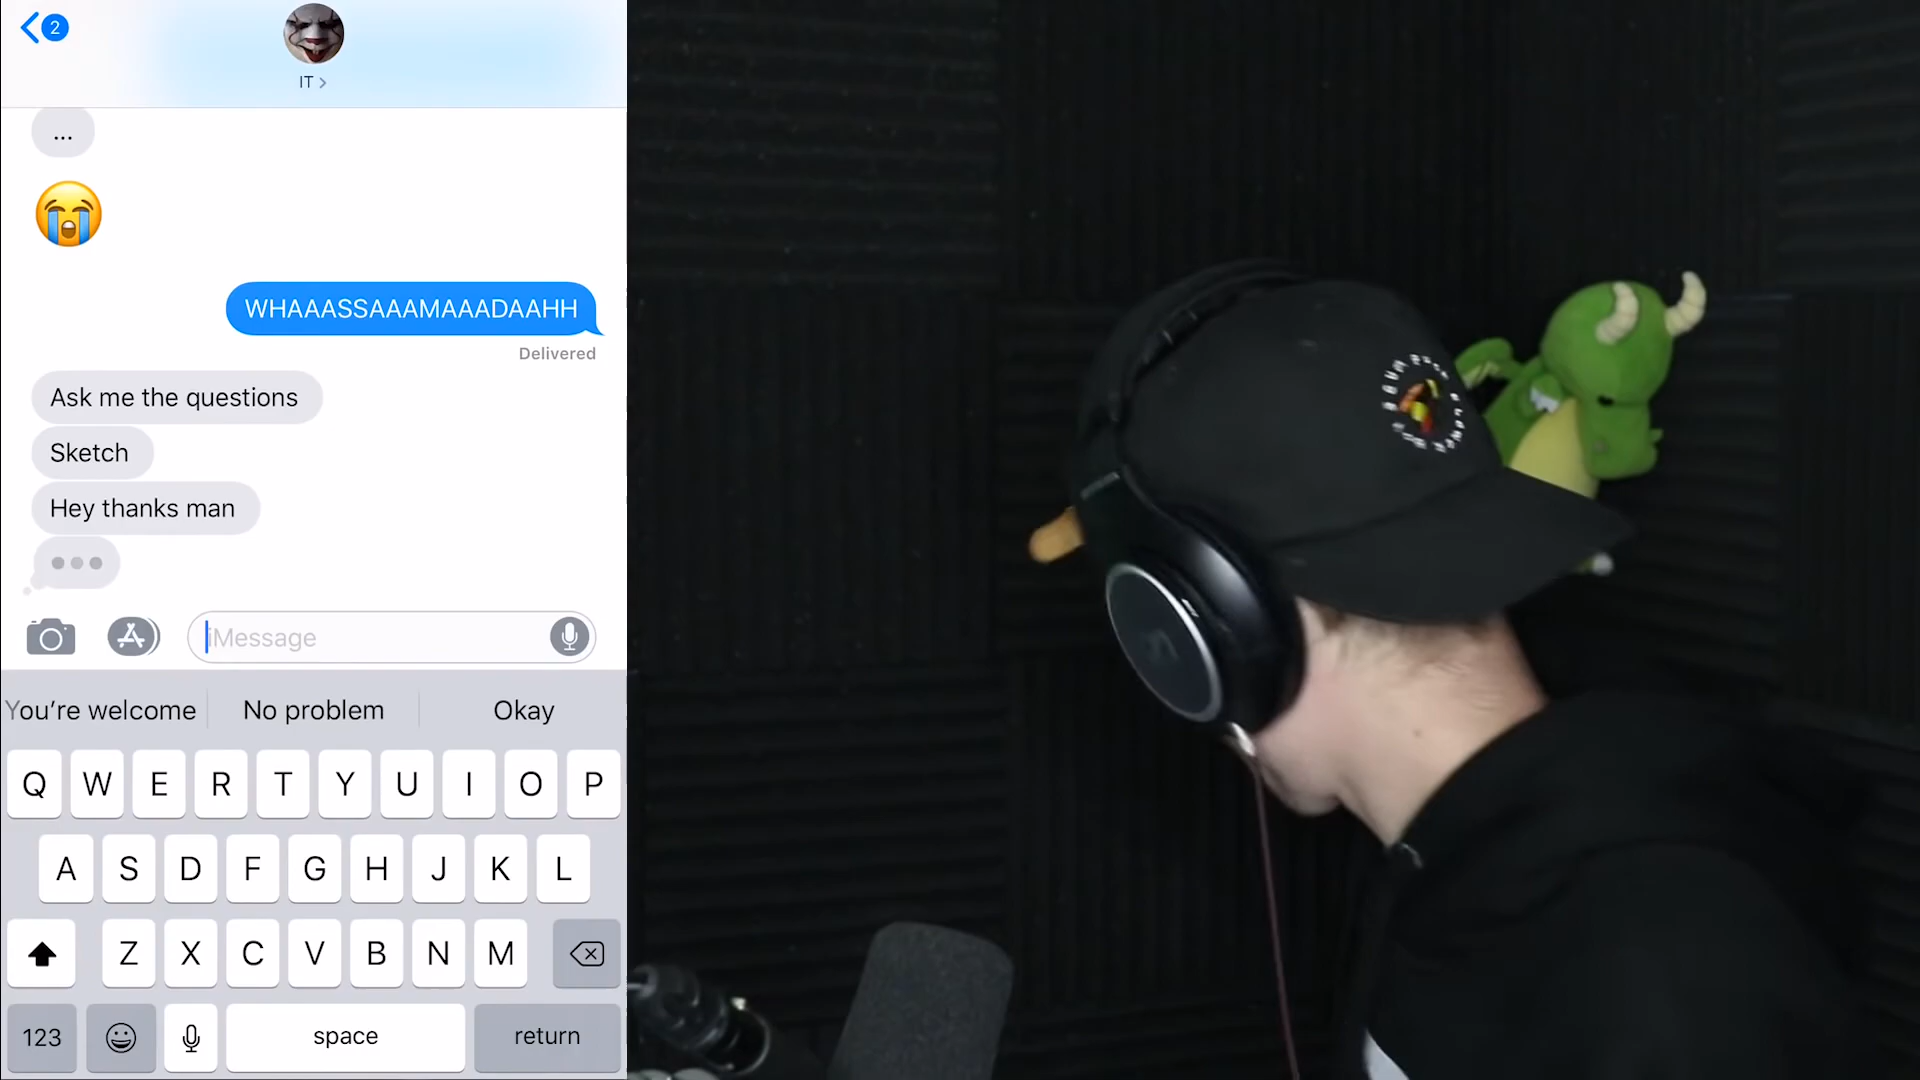 2
IT >
...
WHAAASSAAAMAAADAAHH
Delivered
Ask me the questions
Sketch
Hey thanks man
iMessage
You're welcome
No problem
Okay
Q W E R T Y U I O P
A S D F G H J K L
Z X C V B N M
123
space
return